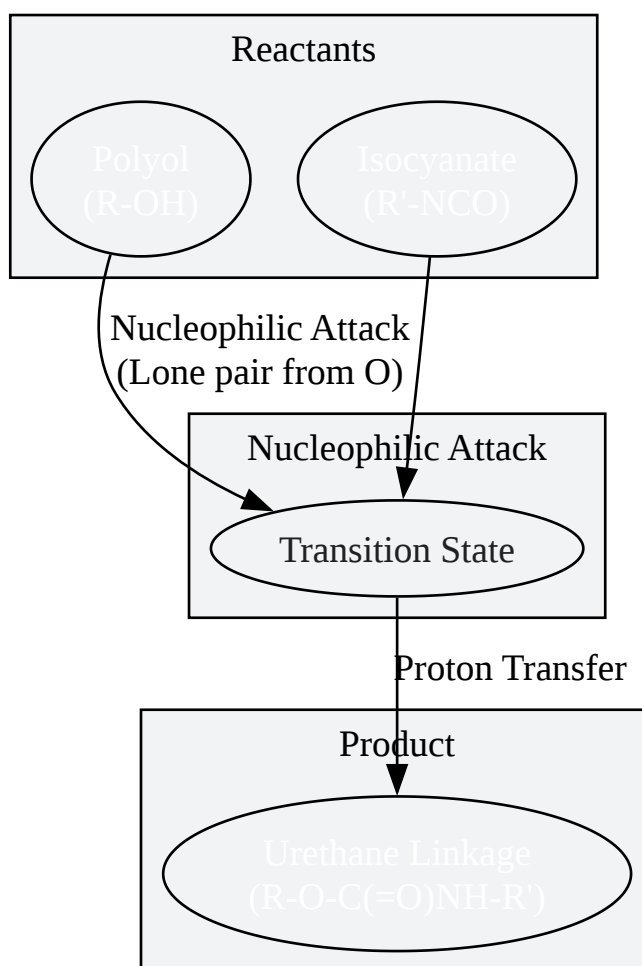 Reactants
Polyol
(R-OH)
Isocyanate
(R'-NCO)
Nucleophilic Attack
(Lone pair from O)
Nucleophilic Attack
Transition State
Proton Transfer
Product
Urethane Linkage
(R-O-C(=O)NH-R')